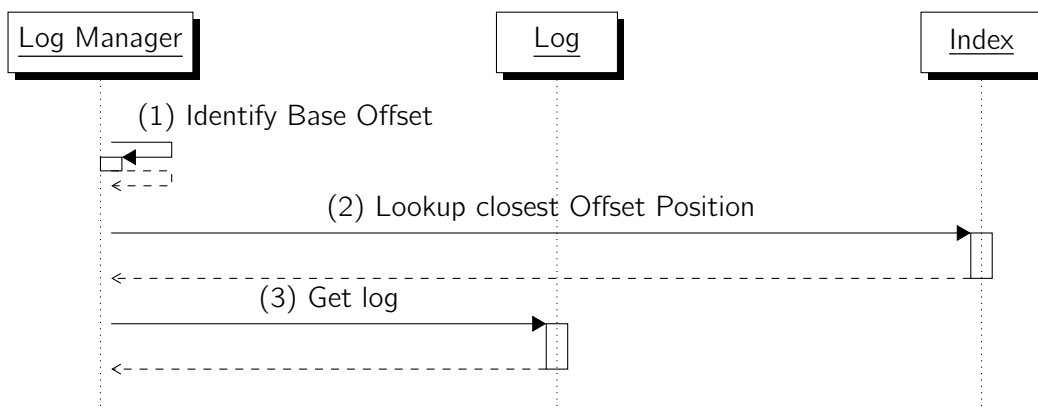 Log Manager
Log
Index
(1) Identify Base Offset
(2) Lookup closest Offset Position
(3) Get log